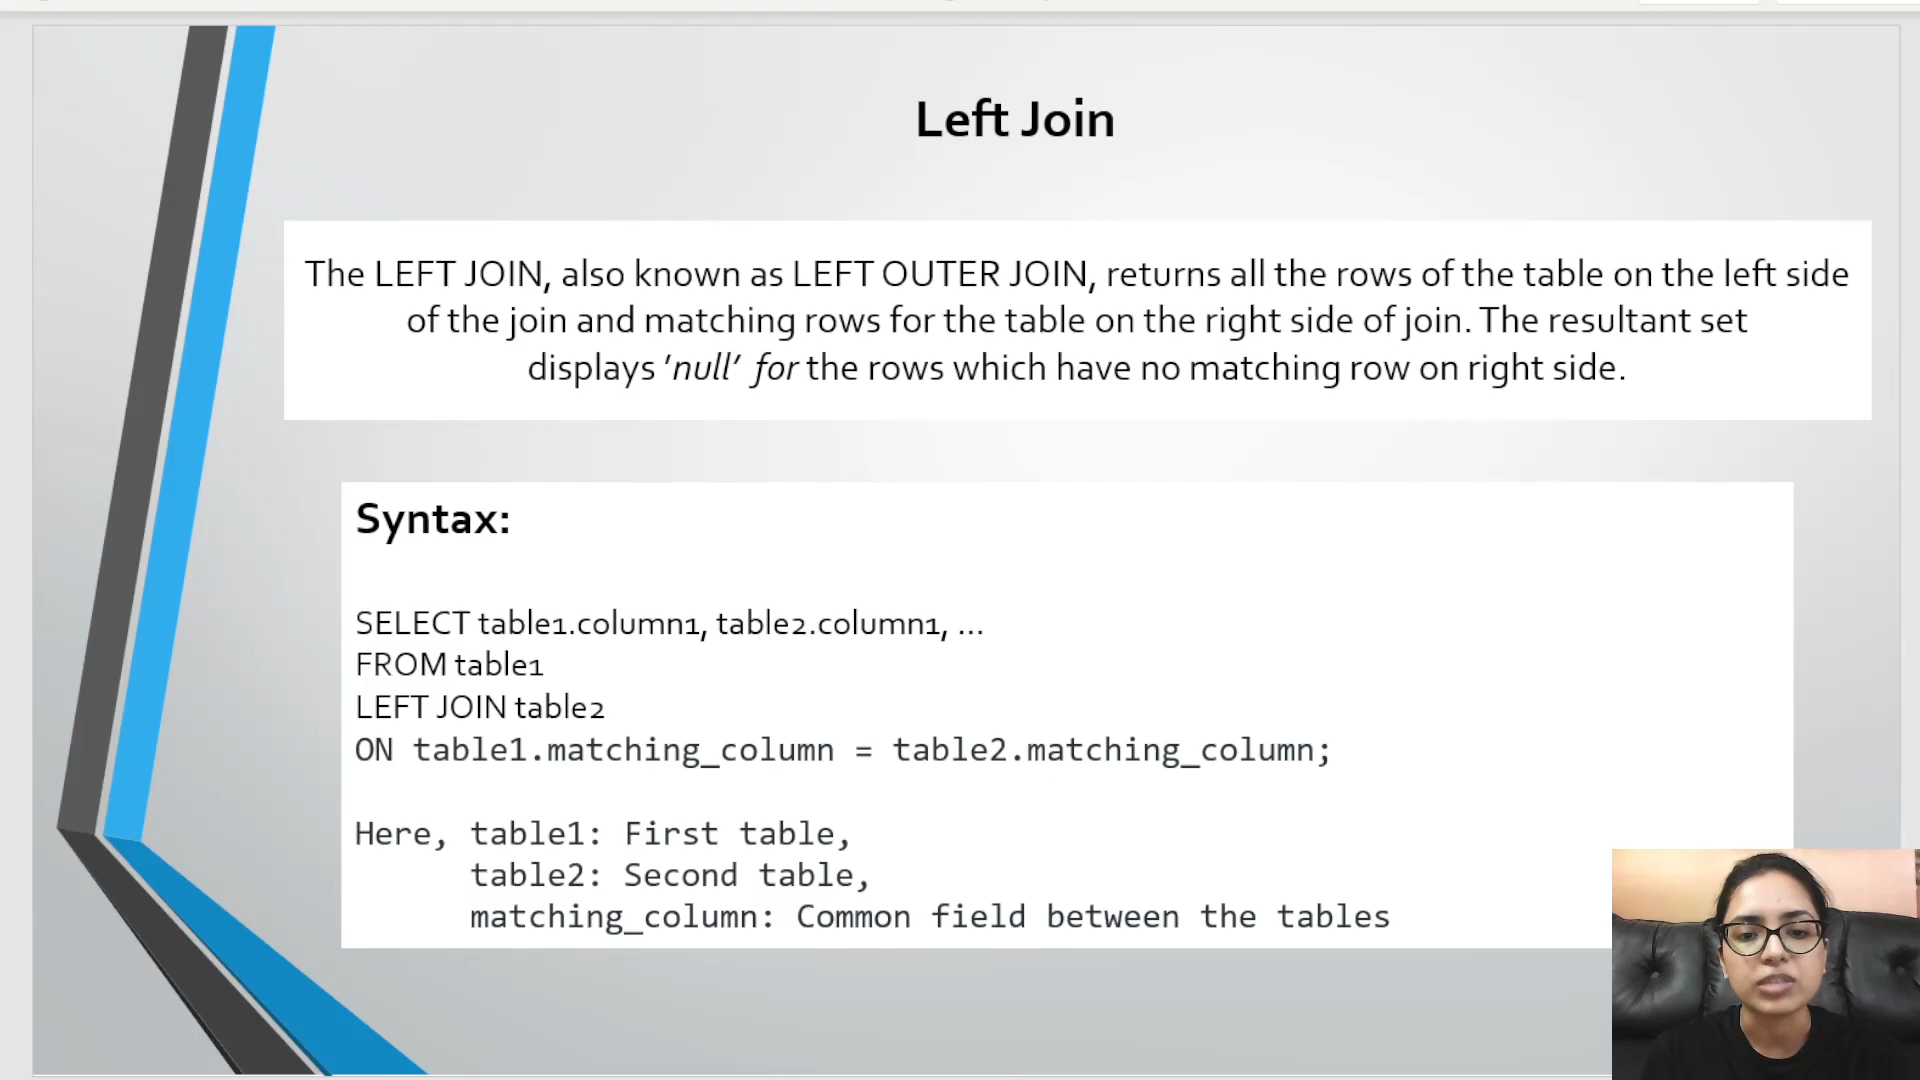 Left Join
The LEFT JOIN, also known as LEFT OUTER JOIN, returns all the rows of the table on the left side
of the join and matching rows for the table on the right side of join. The resultant set
displays 'null' for the rows which have no matching row on right side.
Syntax:
SELECT table1.column1, table2.column1, ...
FROM table1
LEFT JOIN table2
ON table1.matching_column = table2.matching_column;
Here, table1: First table,
table2: Second table,
matching_column: Common field between the tables